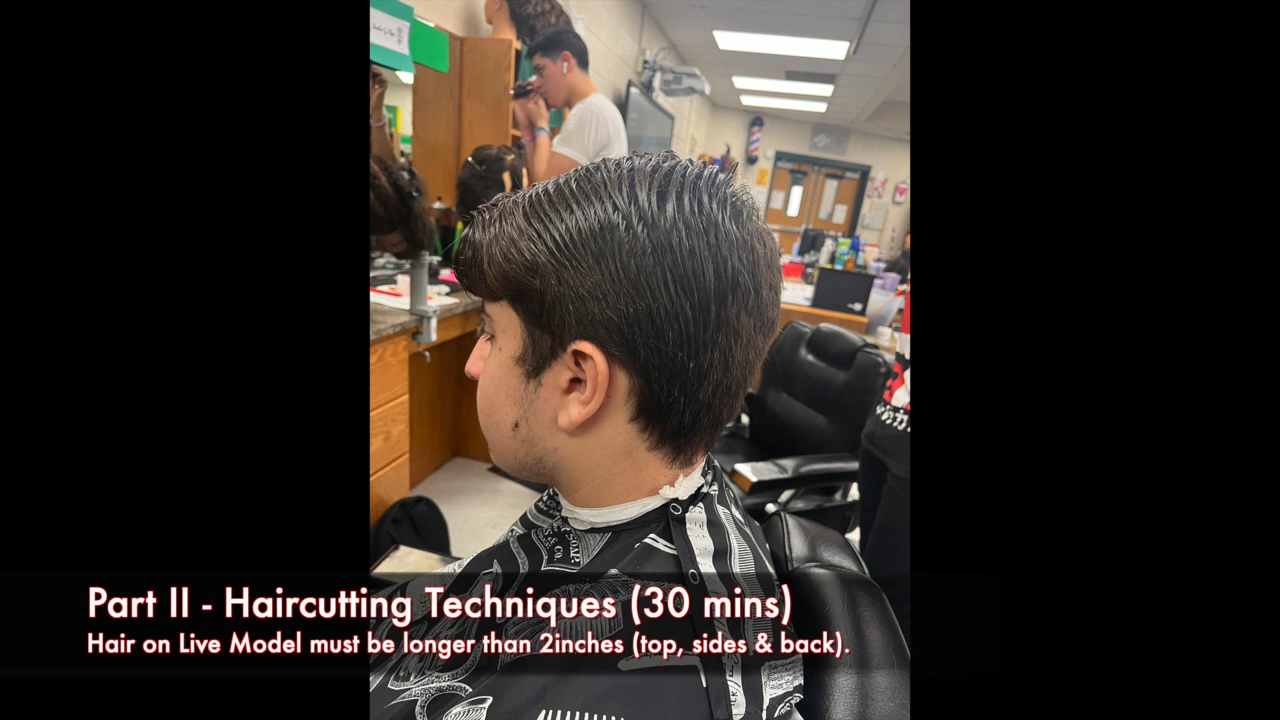 Part II - Haircutting Techniques (30 mins)
Hair on Live Model must be longer than 2inches (top, sides & back).